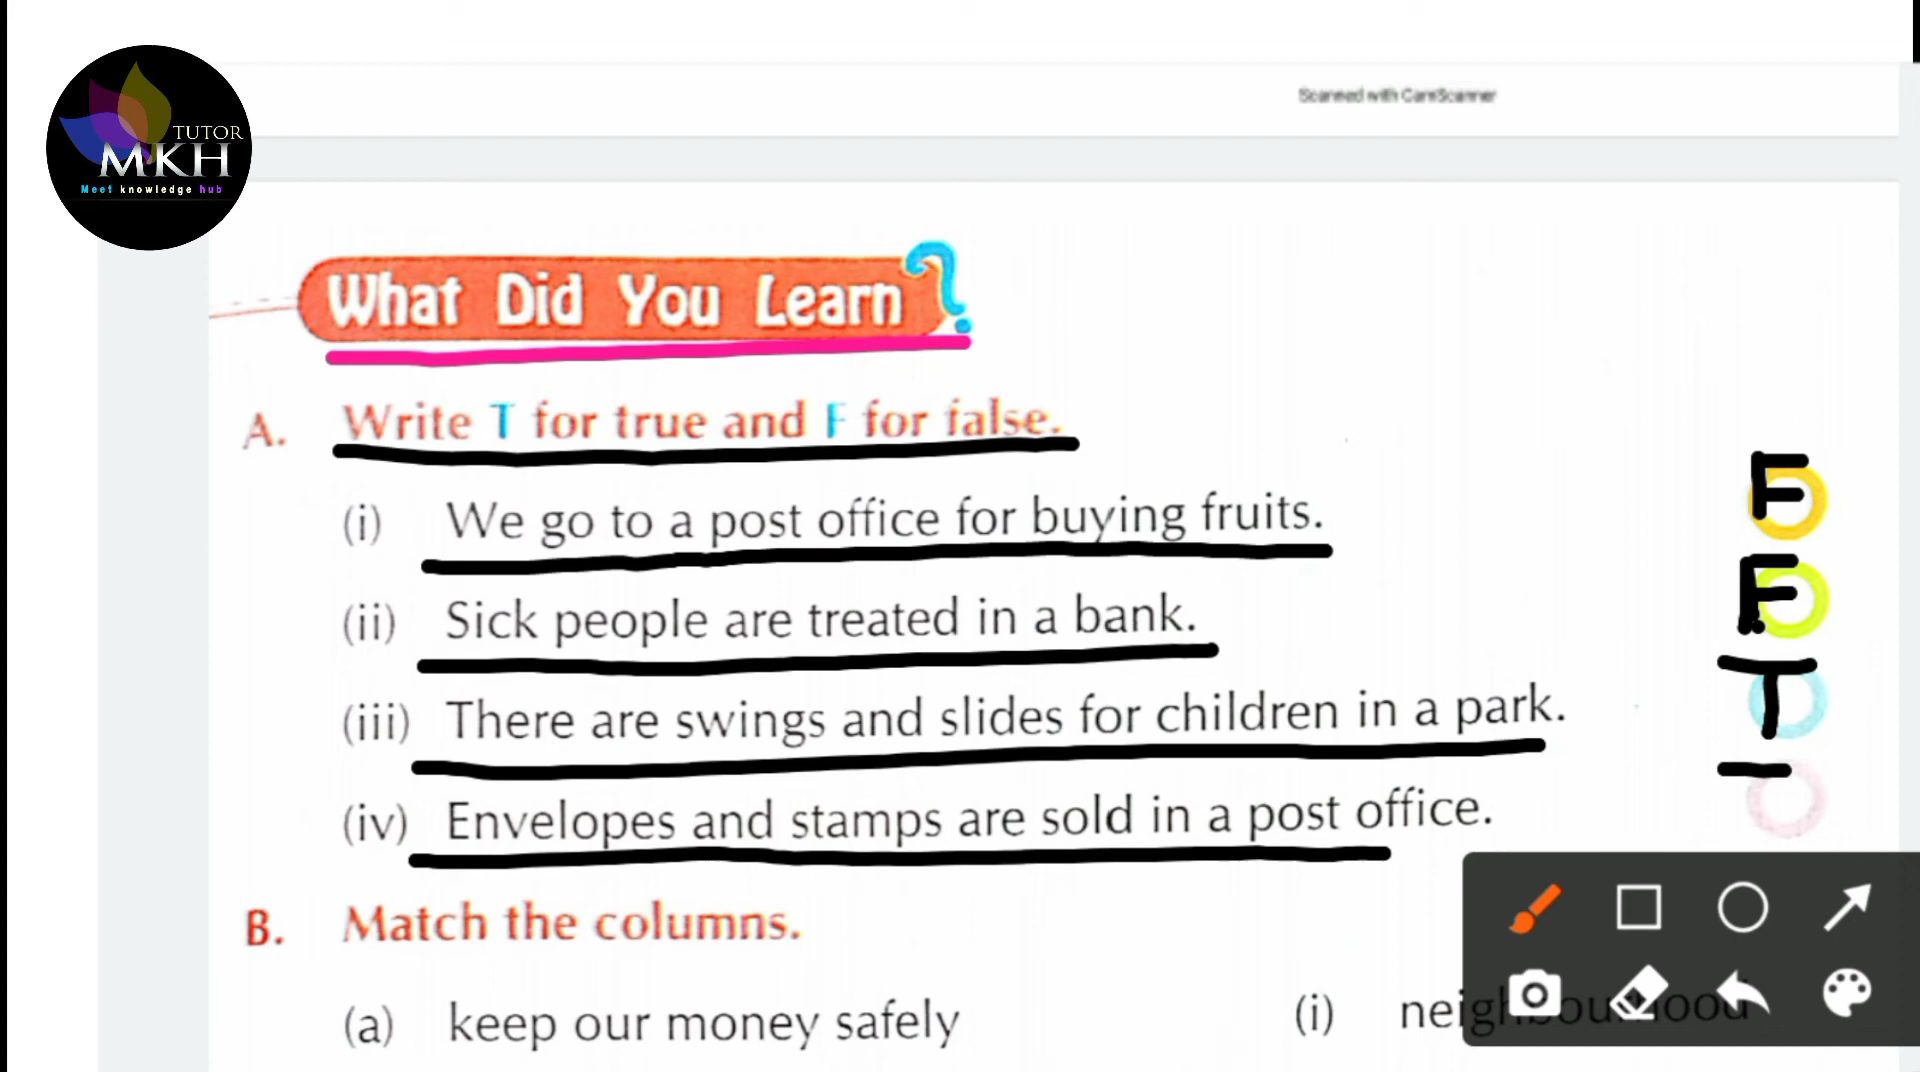 Scanned with CamScanner
TUTOR
MKH
Meet knowledge hub
What Did You Learn?
A. Write T for true and F for false.
(i) We go to a post office for buying fruits. F
(ii) Sick people are treated in a bank. F
(iii) There are swings and slides for children in a park. T
(iv) Envelopes and stamps are sold in a post office.
B. Match the columns.
(a) keep our money safely (i) neighbourhood